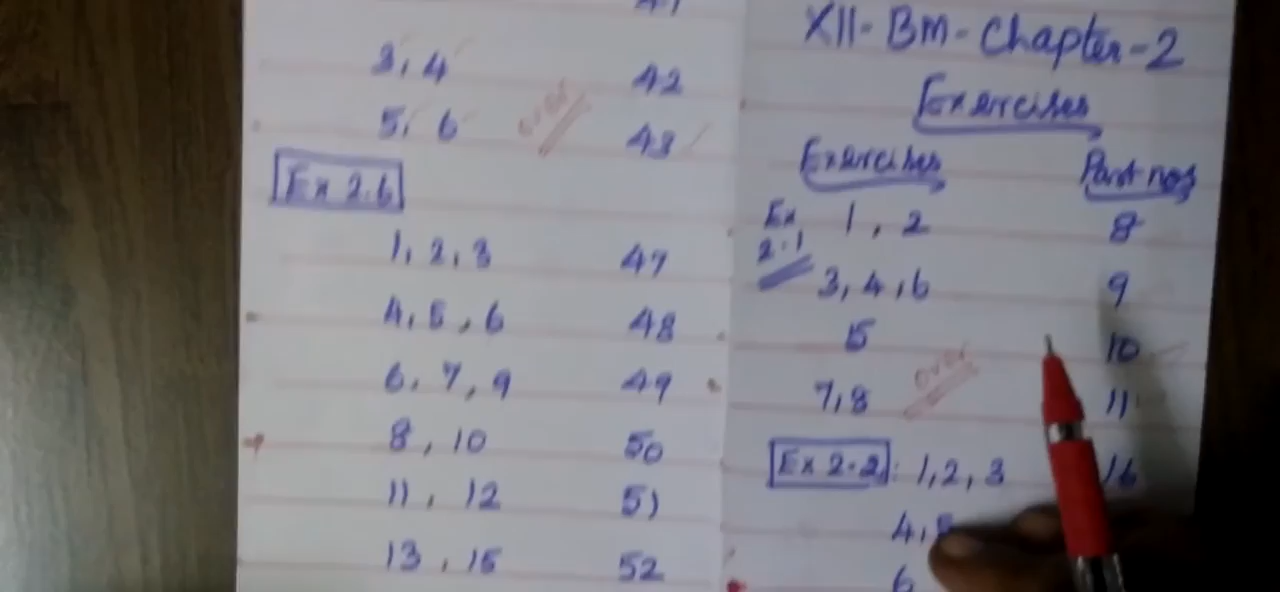 3, 4 42
5, 6 over 43
Ex 2.6
1, 2, 3 47
4, 5, 6 48
6, 7, 9 49
8, 10 50
11, 12 51
13, 15 52
XII-BM-Chapter-2
Exercises
Exercises Part nos
Ex 2.1 1, 2 8
3, 4, 6 9
5 10
7, 8 over 11
Ex 2.2: 1, 2, 3 16
4, 5
6